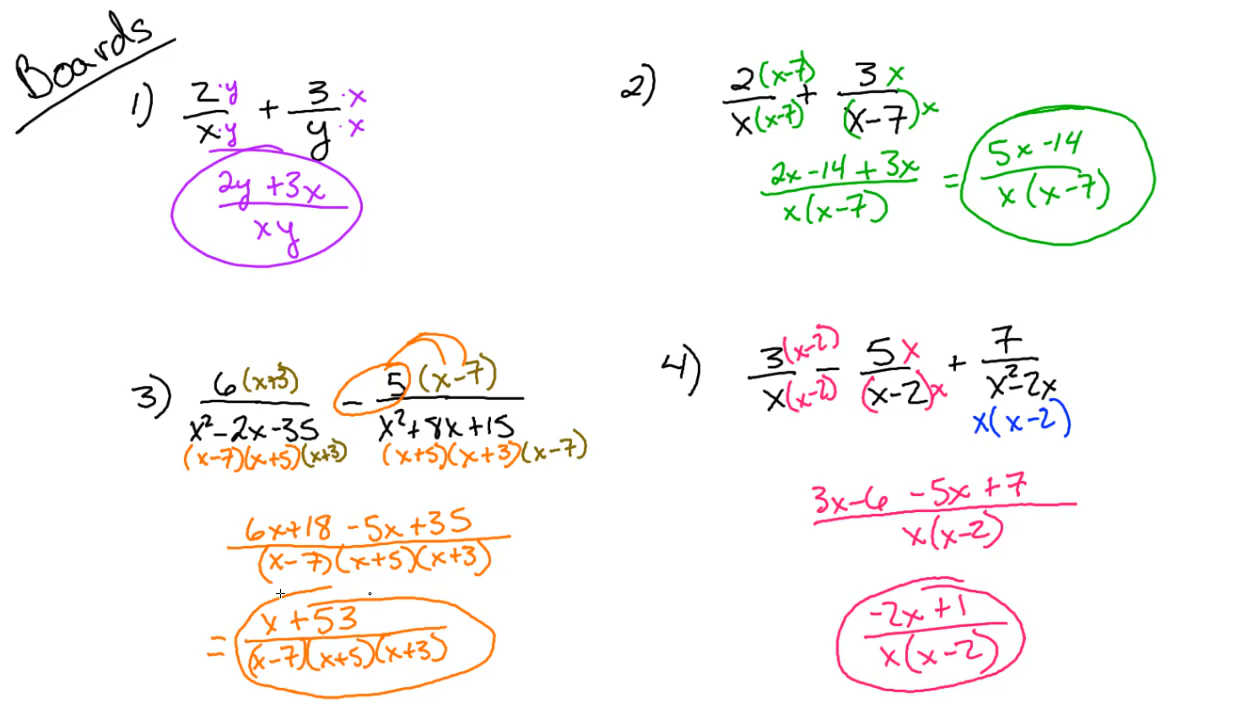 Boards
1) 2·y/x·y + 3·x/y·x
2y + 3x/xy
2) 2(x-7)/x(x-7) + 3x/(x-7)x
2x - 14 + 3x/x(x-7) = 5x - 14/x(x-7)
3) 6(x+3)/x² - 2x - 35 - 5(x-7)/x² + 8x + 15
(x-7)(x+5)(x+3) (x+5)(x+3)(x-7)
6x + 18 - 5x + 35/(x-7)(x+5)(x+3)
= x + 53/(x-7)(x+5)(x+3)
4) 3(x-2)/x(x-2) - 5x/(x-2)x + 7/x² - 2x
x(x-2)
3x - 6 - 5x + 7/x(x-2)
-2x + 1/x(x-2)